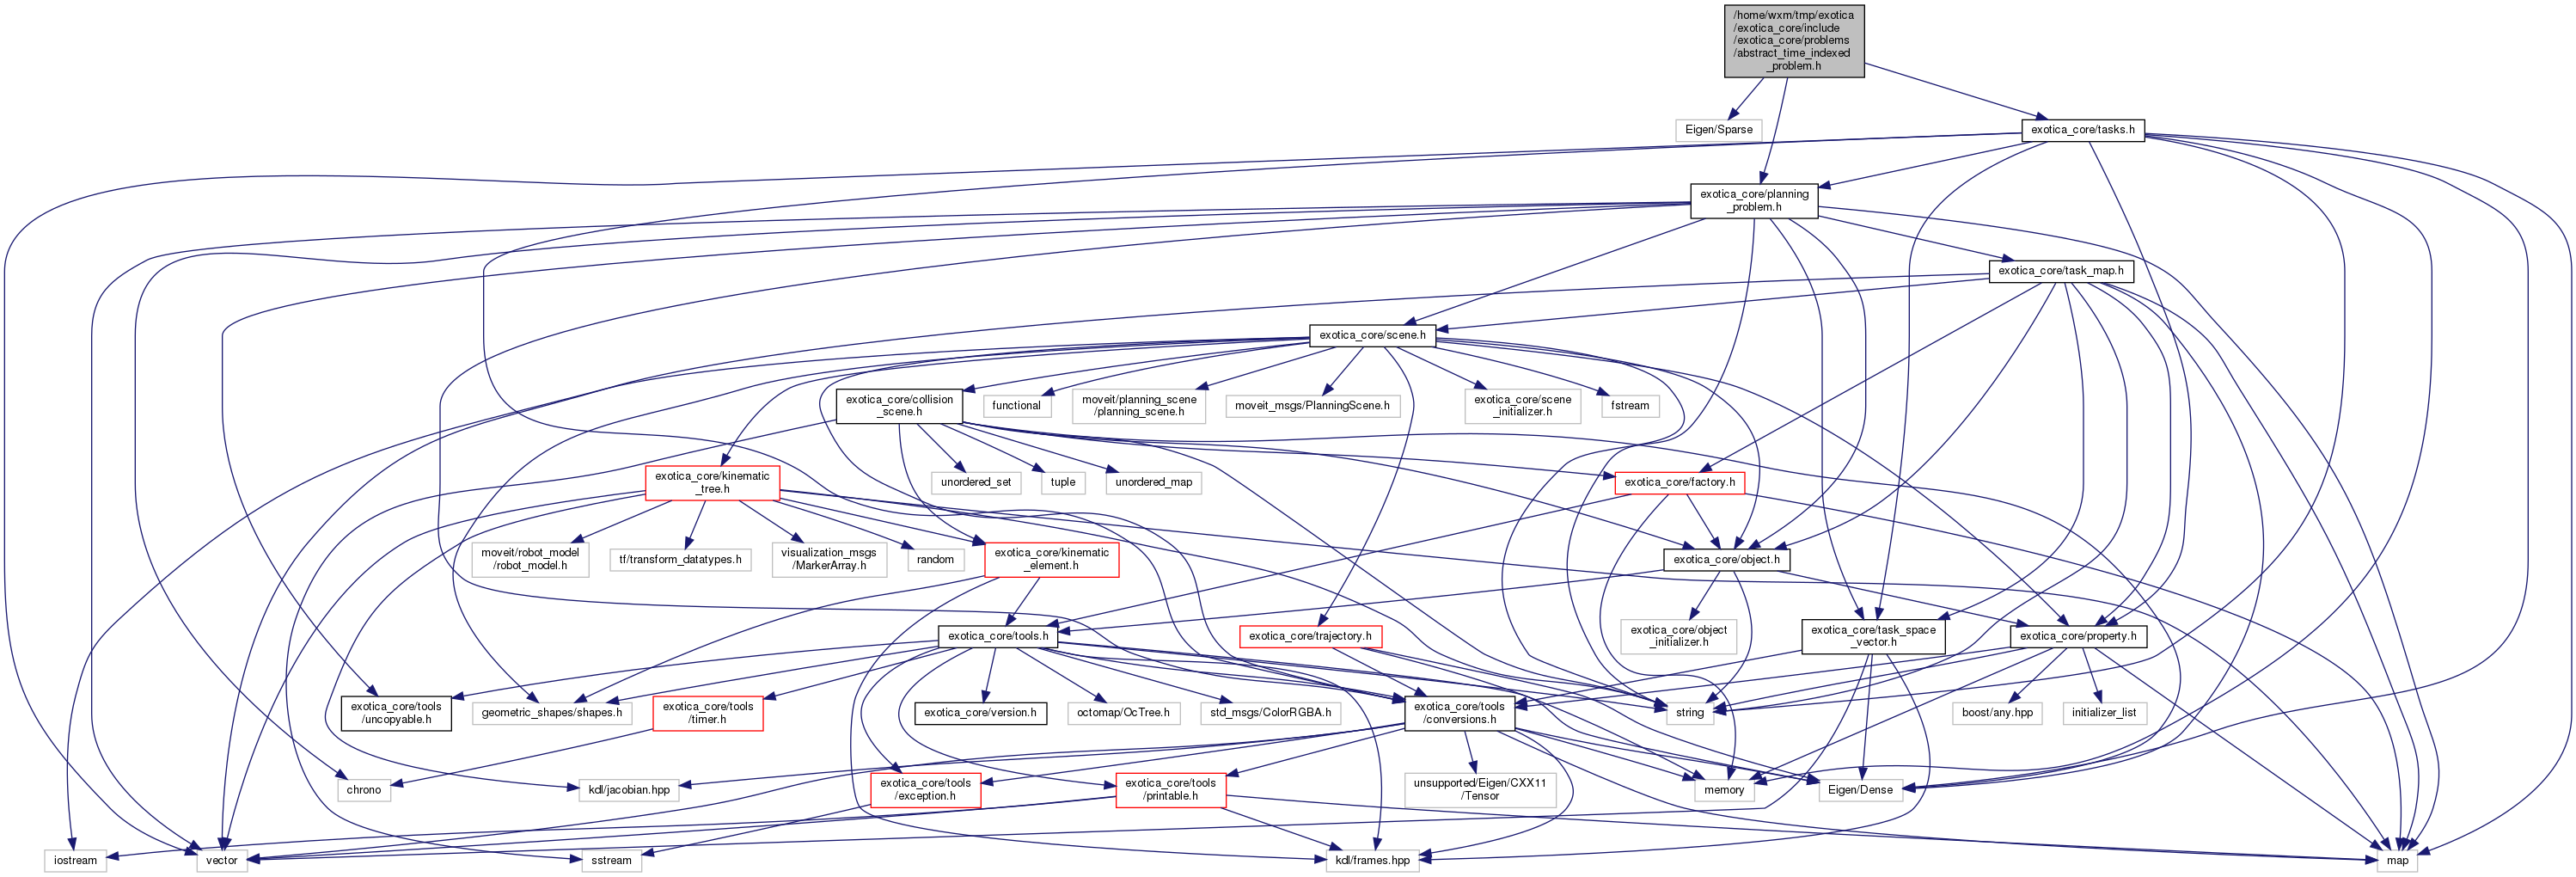 /home/wxm/tmp/exotica
/exotica_core/include
/exotica_core/problems
/abstract_time_indexed
_problem.h
Eigen/Sparse
exotica_core/tasks.h
exotica_core/planning
_problem.h
exotica_core/task_map.h
exotica_core/scene.h
exotica_core/collision
_scene.h
functional
moveit/planning_scene
/planning_scene.h
moveit_msgs/PlanningScene.h
exotica_core/scene
_initializer.h
fstream
exotica_core/kinematic
_tree.h
unordered_set
tuple
unordered_map
exotica_core/factory.h
moveit/robot_model
/robot_model.h
tf/transform_datatypes.h
visualization_msgs
/MarkerArray.h
random
exotica_core/kinematic
_element.h
exotica_core/object.h
exotica_core/tools.h
exotica_core/trajectory.h
exotica_core/object
_initializer.h
exotica_core/task_space
_vector.h
exotica_core/property.h
exotica_core/tools
/uncopyable.h
geometric_shapes/shapes.h
exotica_core/tools
/timer.h
exotica_core/version.h
octomap/OcTree.h
std_msgs/ColorRGBA.h
exotica_core/tools
/conversions.h
string
boost/any.hpp
initializer_list
chrono
kdl/jacobian.hpp
exotica_core/tools
/exception.h
exotica_core/tools
/printable.h
unsupported/Eigen/CXX11
/Tensor
memory
Eigen/Dense
iostream
vector
sstream
kdl/frames.hpp
map